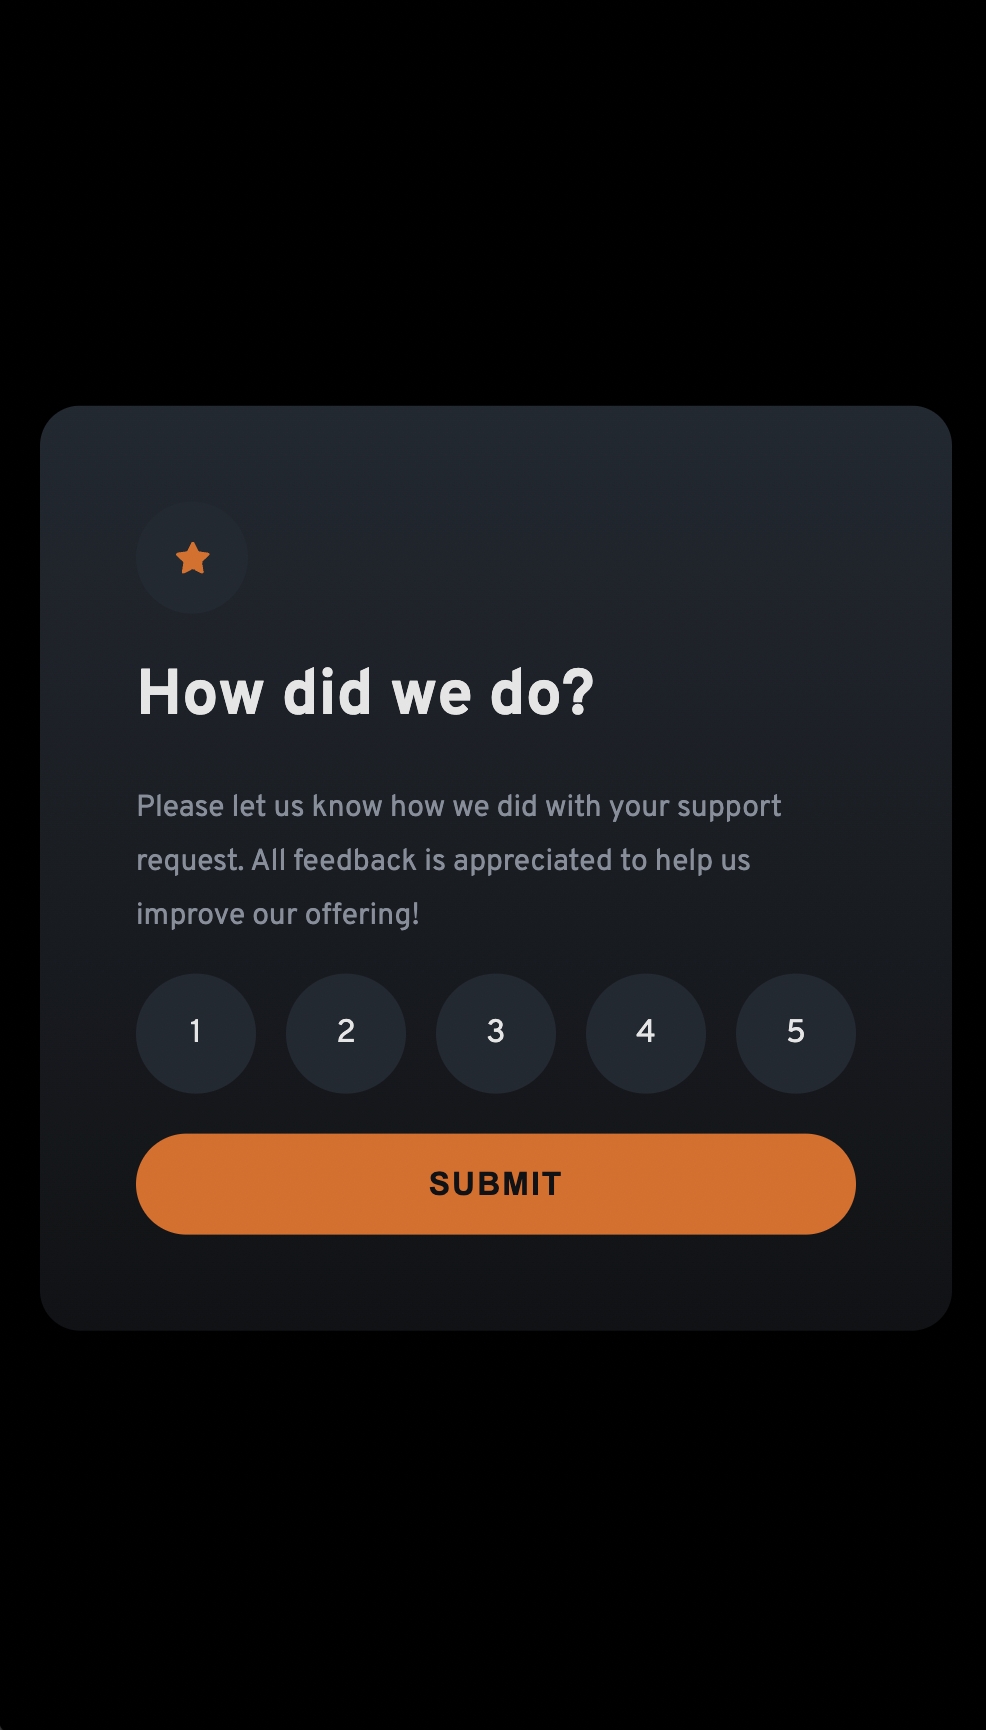 How did we do?
Please let us know how we did with your support
request. All feedback is appreciated to help us
improve our offering!
1 2 3 4 5
SUBMIT